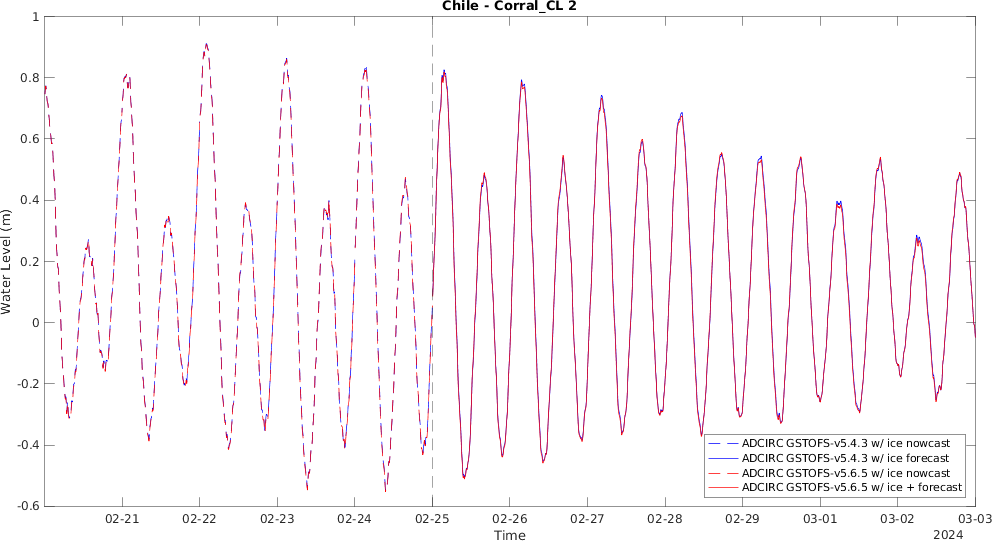 Chile - Corral_CL 2
Water Level (m)
1
0.8
0.6
0.4
0.2
0
-0.2
-0.4
-0.6
ADCIRC GSTOFS-v5.4.3 w/ ice nowcast
ADCIRC GSTOFS-v5.4.3 w/ ice forecast
ADCIRC GSTOFS-v5.6.5 w/ ice nowcast
ADCIRC GSTOFS-v5.6.5 w/ ice + forecast
02-21 02-22 02-23 02-24 02-25 02-26 02-27 02-28 02-29 03-01 03-02 03-03
Time
2024